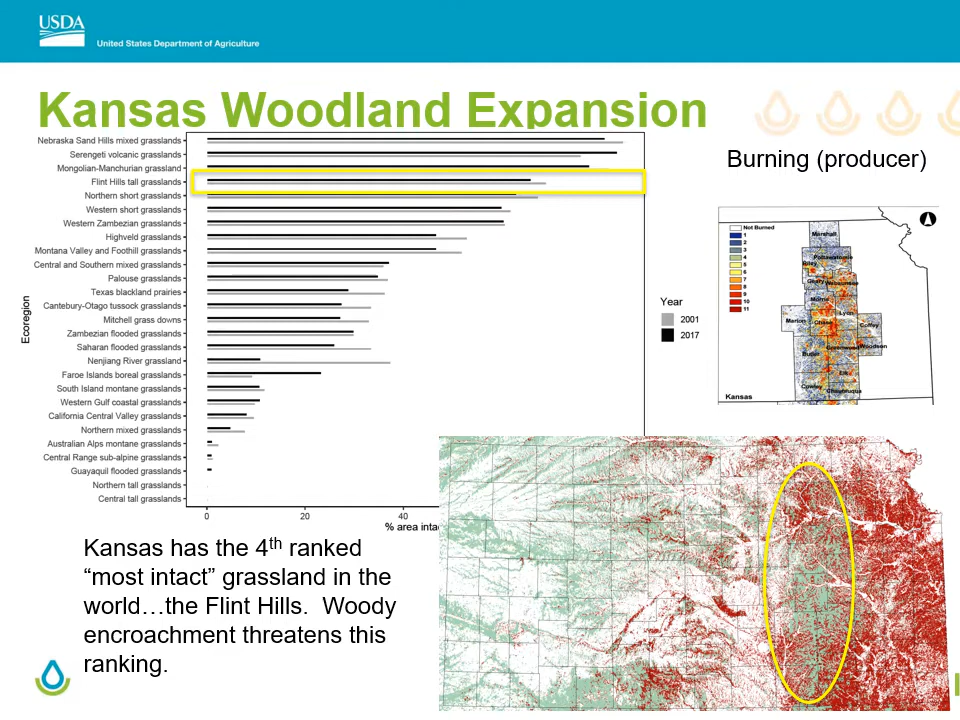 USDA
United States Department of Agriculture
Kansas Woodland Expansion
Burning (producer)
Ecoregion
Nebraska Sand Hills mixed grasslands
Serengeti volcanic grasslands
Mongolian-Manchurian grassland
Flint Hills tall grasslands
Northern short grasslands
Western short grasslands
Western Zambezian grasslands
Highveld grasslands
Montana Valley and Foothill grasslands
Central and Southern mixed grasslands
Palouse grasslands
Texas blackland prairies
Cantebury-Otago tussock grasslands
Mitchell grass downs
Zambezian flooded grasslands
Saharan flooded grasslands
Nenjiang River grassland
Faroe Islands boreal grasslands
South Island montane grasslands
Western Gulf coastal grasslands
California Central Valley grasslands
Northern mixed grasslands
Australian Alps montane grasslands
Central Range sub-alpine grasslands
Guayaquil flooded grasslands
Northern tall grasslands
Central tall grasslands
0 20 40
% area intac
Year
2001
2017
Not Burned
1
2
3
4
5
6
7
8
9
10
11
Marshall
Pottawatomie
Riley
Geary Wabaunsee
Morris
Lyon
Marion Chase Coffey
Greenwood Woodson
Butler
Elk
Cowley Chautauqua
Kansas
Kansas has the 4th ranked
“most intact” grassland in the
world…the Flint Hills. Woody
encroachment threatens this
ranking.